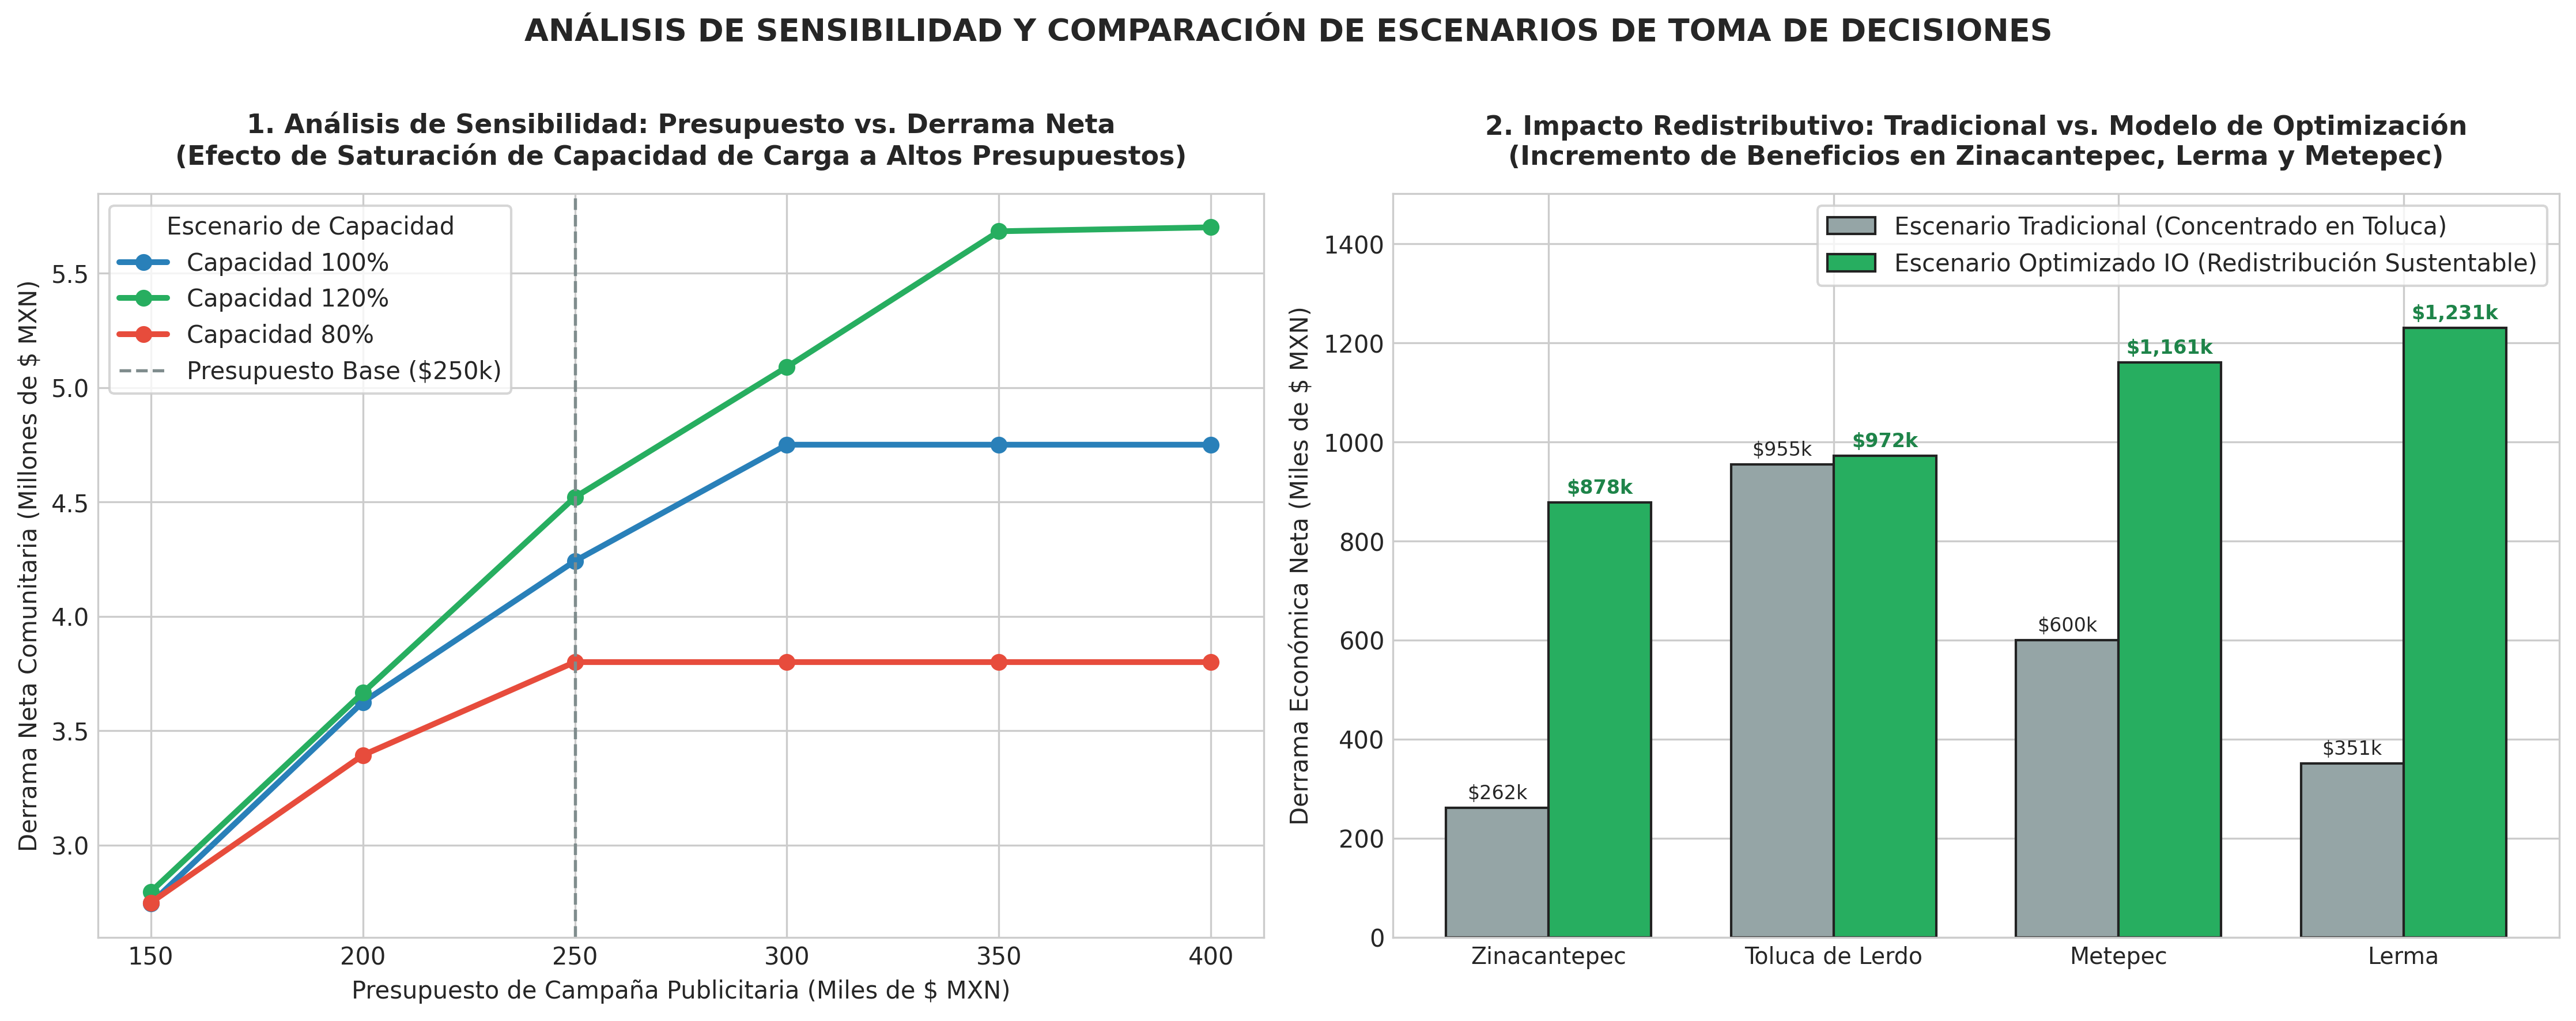 ANÁLISIS DE SENSIBILIDAD Y COMPARACIÓN DE ESCENARIOS DE TOMA DE DECISIONES
1. Análisis de Sensibilidad: Presupuesto vs. Derrama Neta
(Efecto de Saturación de Capacidad de Carga a Altos Presupuestos)
Escenario de Capacidad
Capacidad 100%
Capacidad 120%
Capacidad 80%
Presupuesto Base ($250k)
Derrama Neta Comunitaria (Millones de $ MXN)
5.5
5.0
4.5
4.0
3.5
3.0
150
200
250
300
350
400
Presupuesto de Campaña Publicitaria (Miles de $ MXN)
2. Impacto Redistributivo: Tradicional vs. Modelo de Optimización
(Incremento de Beneficios en Zinacantepec, Lerma y Metepec)
Escenario Tradicional (Concentrado en Toluca)
Escenario Optimizado IO (Redistribución Sustentable)
Derrama Económica Neta (Miles de $ MXN)
1400
1200
1000
800
600
400
200
0
$262k
$878k
$955k
$972k
$600k
$1,161k
$351k
$1,231k
Zinacantepec
Toluca de Lerdo
Metepec
Lerma